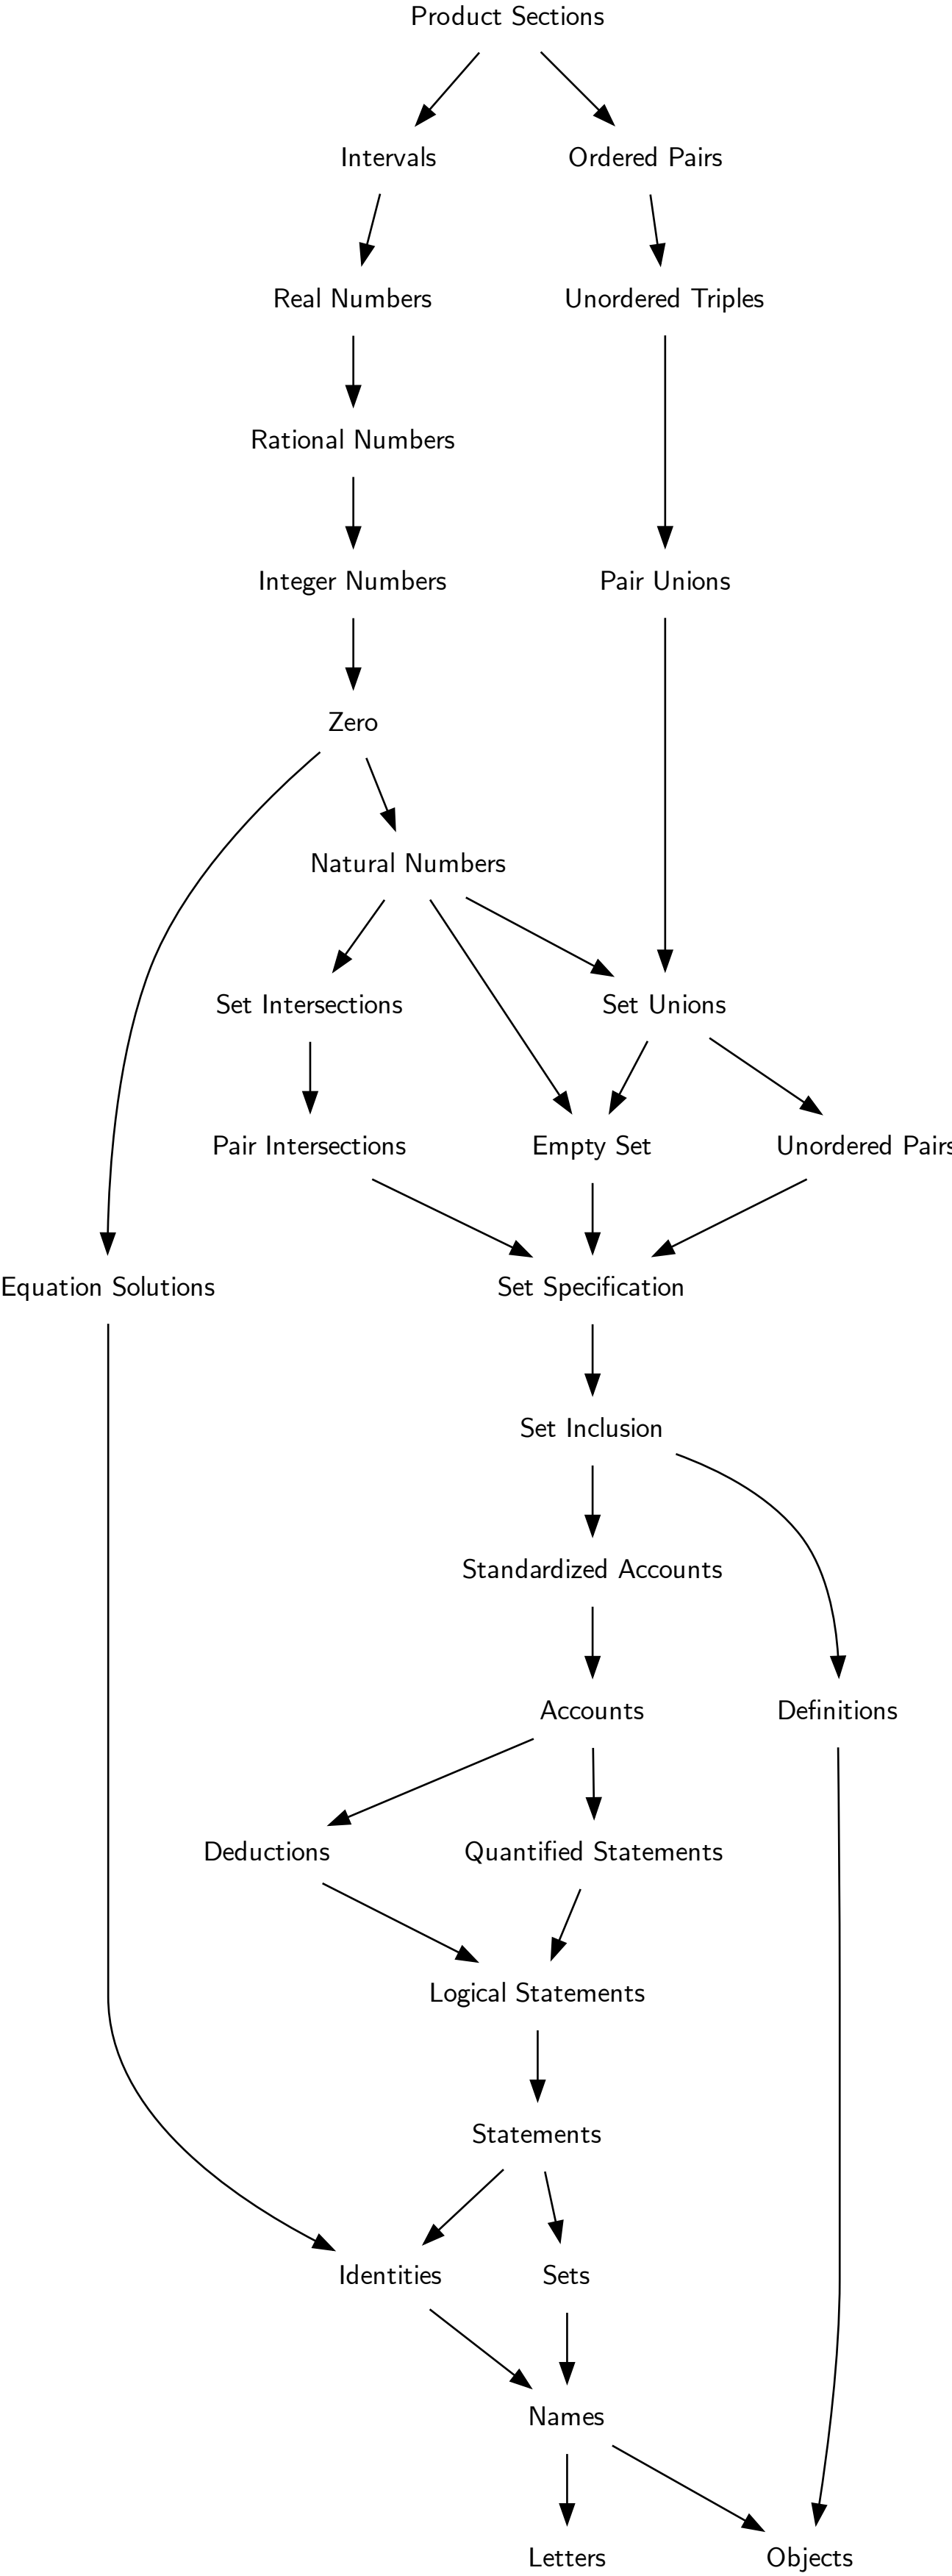 Product Sections
Intervals
Ordered Pairs
Real Numbers
Unordered Triples
Rational Numbers
Integer Numbers
Pair Unions
Zero
Natural Numbers
Set Intersections
Set Unions
Pair Intersections
Empty Set
Unordered Pairs
Equation Solutions
Set Specification
Set Inclusion
Standardized Accounts
Accounts
Definitions
Deductions
Quantified Statements
Logical Statements
Statements
Identities
Sets
Names
Letters
Objects